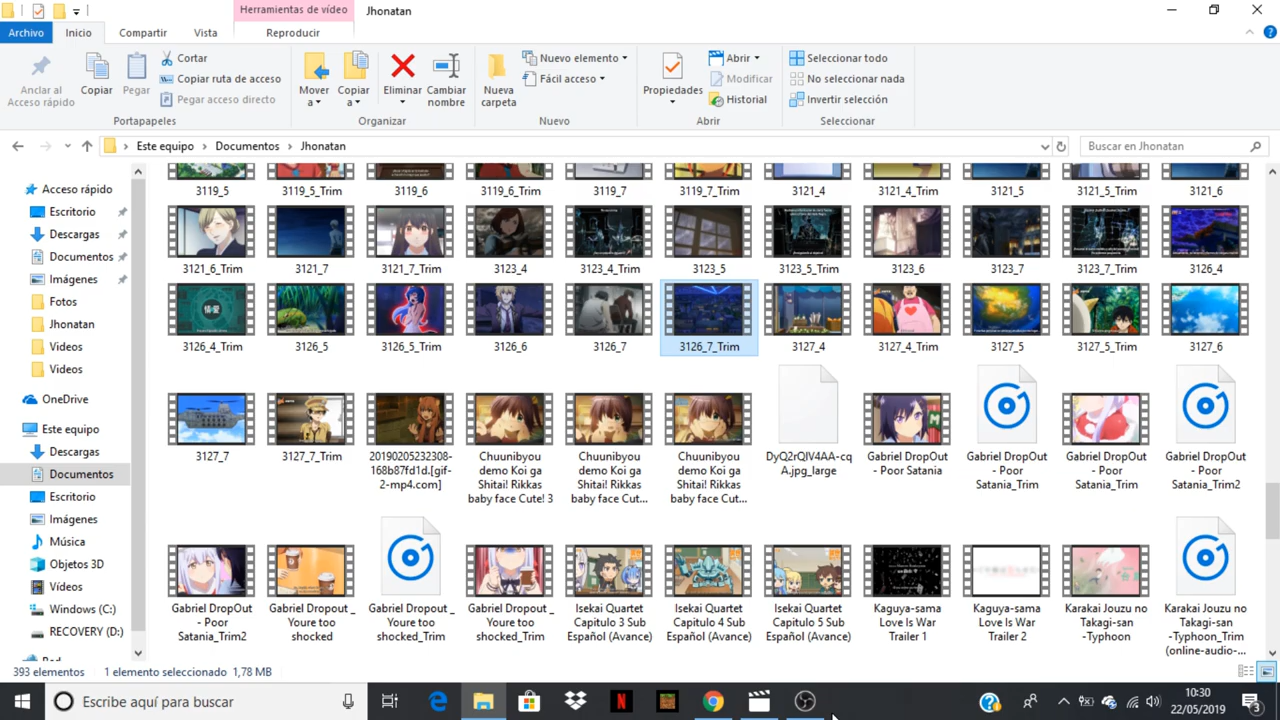 Herramientas de vídeo
Jhonatan
Archivo
Inicio
Compartir
Vista
Reproducir
Anclar al
Acceso rápido
Copiar
Pegar
Cortar
Copiar ruta de acceso
Pegar acceso directo
Portapapeles
Mover
a
Copiar
a
Eliminar
Cambiar
nombre
Organizar
Nueva
carpeta
Nuevo elemento
Fácil acceso
Nuevo
Propiedades
Abrir
Modificar
Historial
Abrir
Seleccionar todo
No seleccionar nada
Invertir selección
Seleccionar
Este equipo > Documentos > Jhonatan
Buscar en Jhonatan
Acceso rápido
Escritorio
Descargas
Documentos
Imágenes
Fotos
Jhonatan
Videos
Videos
OneDrive
Este equipo
Descargas
Documentos
Escritorio
Imágenes
Música
Objetos 3D
Vídeos
Windows (C:)
RECOVERY (D:)
3119_5
3119_5_Trim
3119_6
3119_6_Trim
3119_7
3119_7_Trim
3121_4
3121_4_Trim
3121_5
3121_5_Trim
3121_6
3121_6_Trim
3121_7
3121_7_Trim
3123_4
3123_4_Trim
3123_5
3123_5_Trim
3123_6
3123_7
3123_7_Trim
3126_4
情愛
3126_4_Trim
3126_5
3126_5_Trim
3126_6
3126_7
3126_7_Trim
3127_4
3127_4_Trim
3127_5
3127_5_Trim
3127_6
3127_7
3127_7_Trim
20190205232308-
168b87fd1d.[gif-
2-mp4.com]
Chuunibyou
demo Koi ga
Shitai! Rikkas
baby face Cute! 3
Chuunibyou
demo Koi ga
Shitai! Rikkas
baby face Cut...
Chuunibyou
demo Koi ga
Shitai! Rikkas
baby face Cut...
DyQ2rQIV4AA-cq
A.jpg_large
Gabriel DropOut
- Poor Satania
Gabriel DropOut
- Poor
Satania_Trim
Gabriel DropOut
- Poor
Satania_Trim
Gabriel DropOut
- Poor
Satania_Trim2
Gabriel DropOut
- Poor
Satania_Trim2
Gabriel Dropout _
Youre too
shocked
Gabriel Dropout _
Youre too
shocked_Trim
Gabriel Dropout _
Youre too
shocked_Trim
Isekai Quartet
Capitulo 3 Sub
Español (Avance)
Isekai Quartet
Capitulo 4 Sub
Español (Avance)
Isekai Quartet
Capitulo 5 Sub
Español (Avance)
Kaguya-sama
Love Is War
Trailer 1
Kaguya-sama
Love Is War
Trailer 2
Karakai Jouzu no
Takagi-san
-Typhoon
Karakai Jouzu no
Takagi-san
-Typhoon_Trim
(online-audio-...
393 elementos
1 elemento seleccionado 1,78 MB
Escribe aquí para buscar
10:30
22/05/2019
3